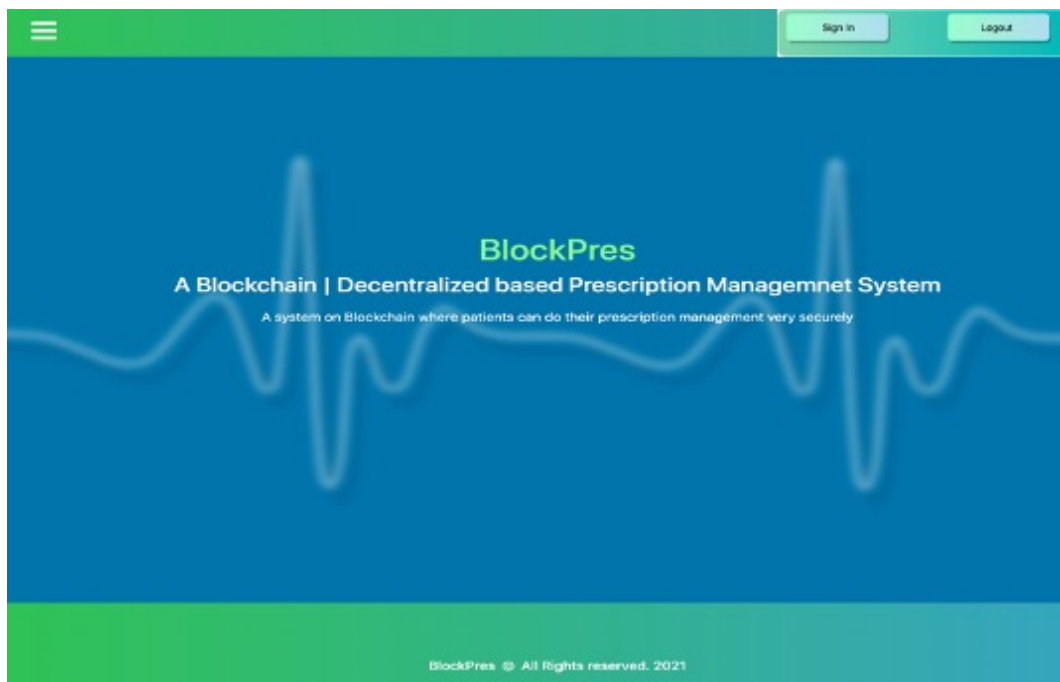 Sign In
Logout
BlockPres
A Blockchain | Decentralized based Prescription Managemnet System
A system on Blockchain where patients can do their prescription management very securely
BlockPres © All Rights reserved. 2021